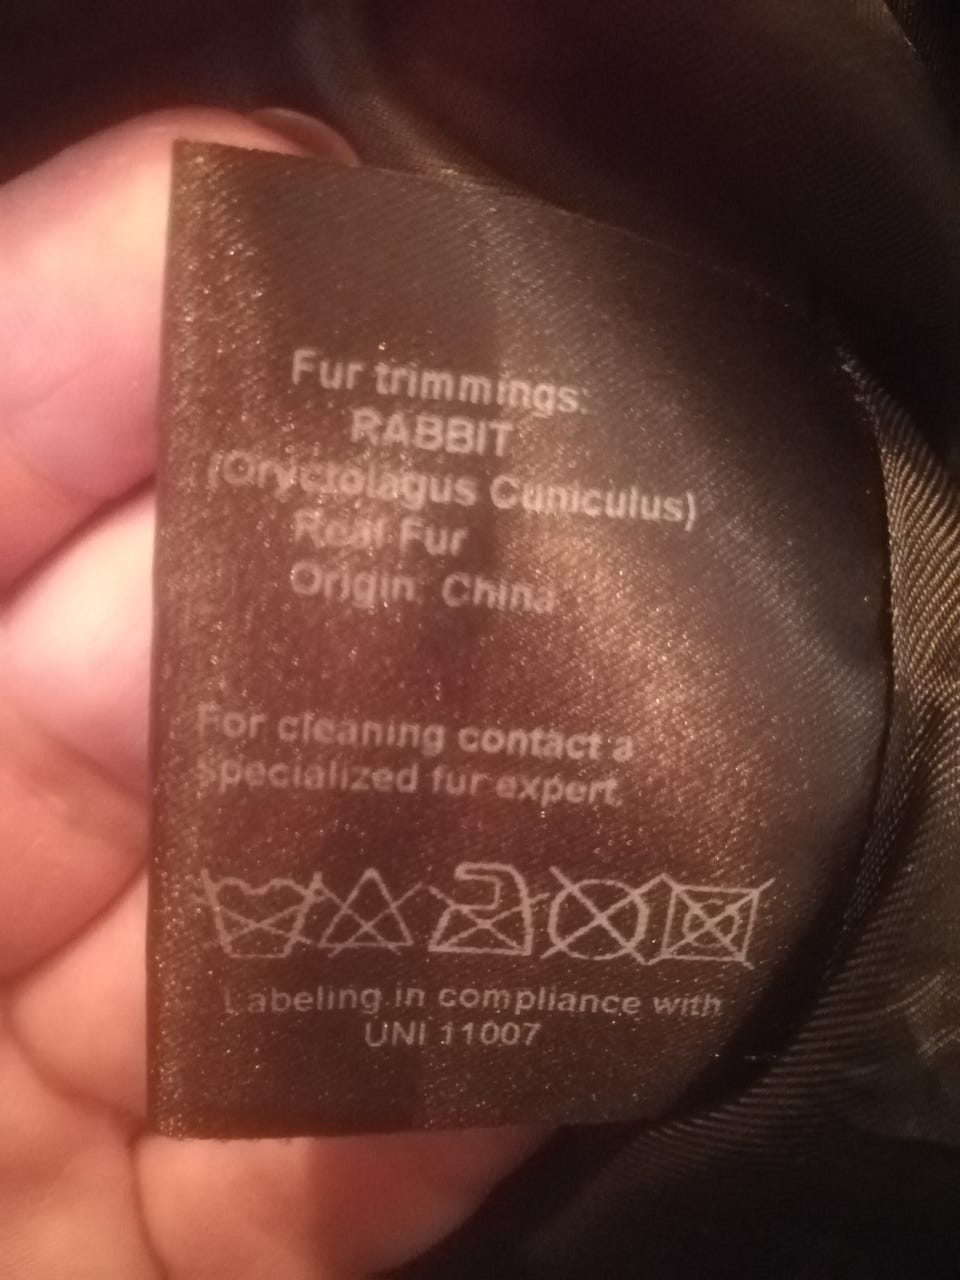 Fur trimmings:
RABBIT
(Oryctolagus Cuniculus)
Real Fur
Origin: China
For cleaning contact a
specialized fur expert.
Labeling in compliance with
UNI 11007